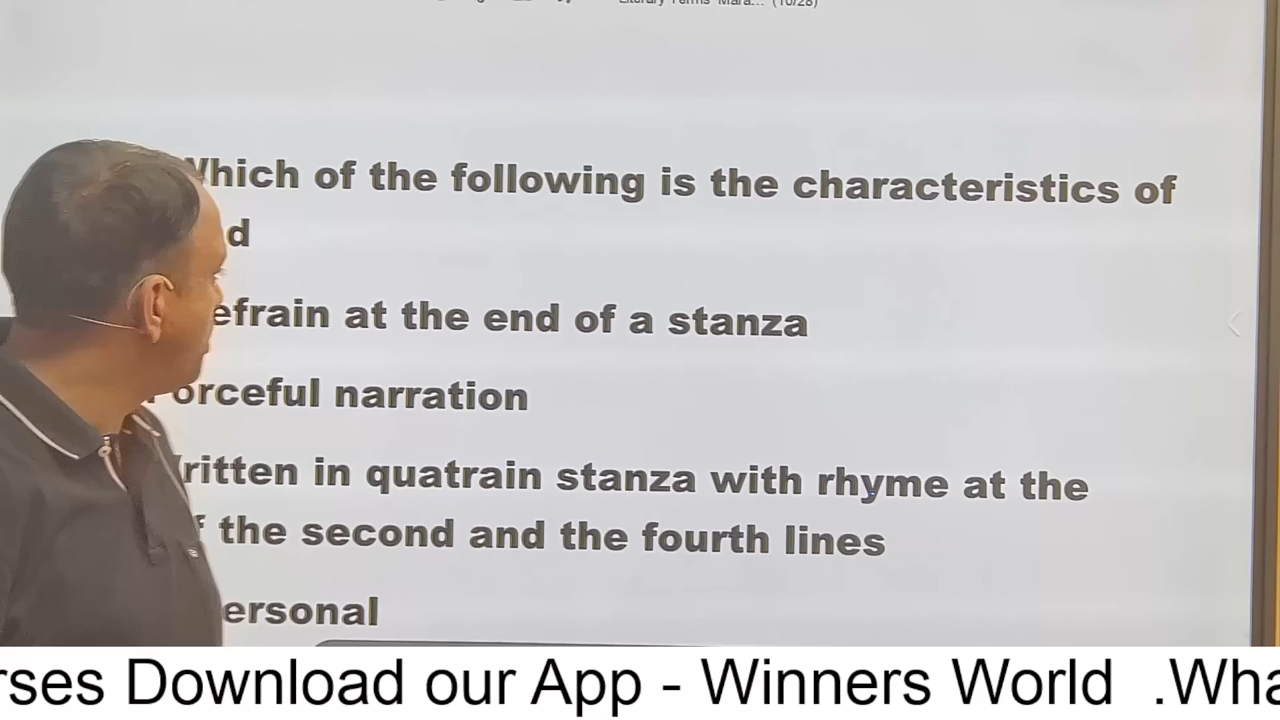 Literary Terms Mara... (10/28)
Which of the following is the characteristics of
d
efrain at the end of a stanza
Forceful narration
Written in quatrain stanza with rhyme at the
f the second and the fourth lines
ersonal
rses Download our App - Winners World .Wha